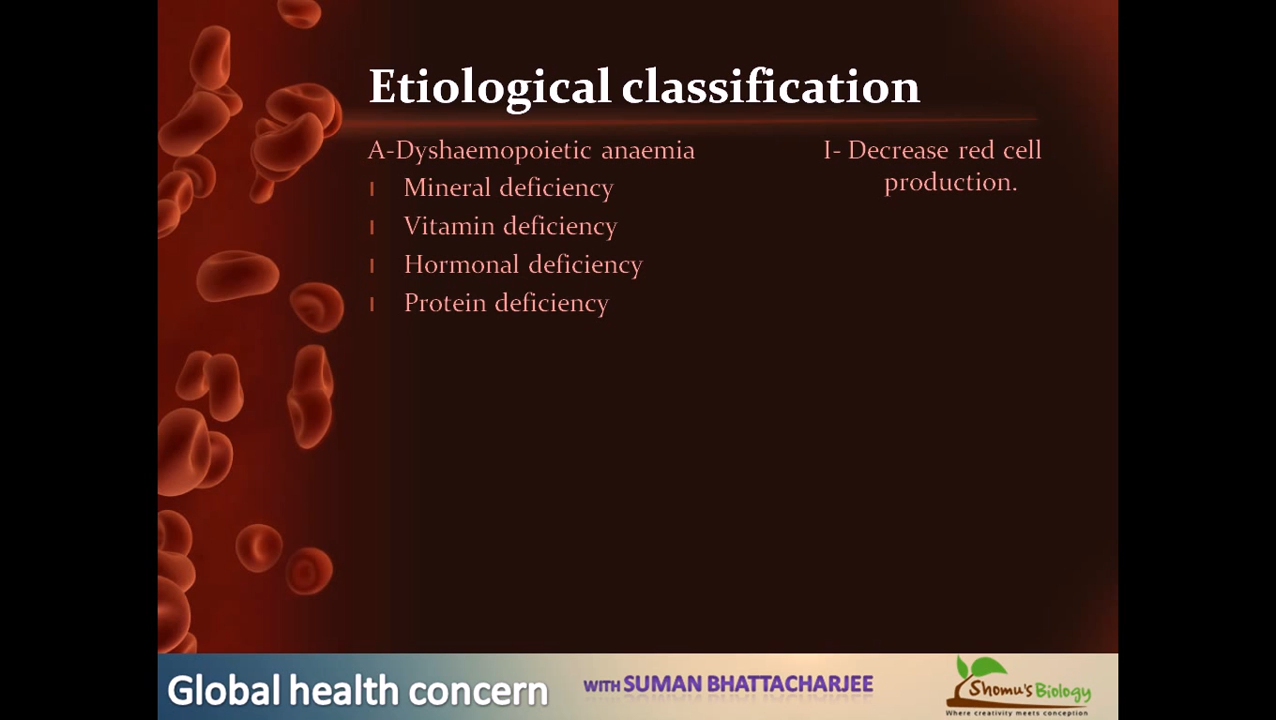 Etiological classification
A-Dyshaemopoietic anaemia
Mineral deficiency
Vitamin deficiency
Hormonal deficiency
Protein deficiency
I- Decrease red cell
production.
Global health concern
WITH SUMAN BHATTACHARJEE
Shomu's Biology
Where creativity meets conception